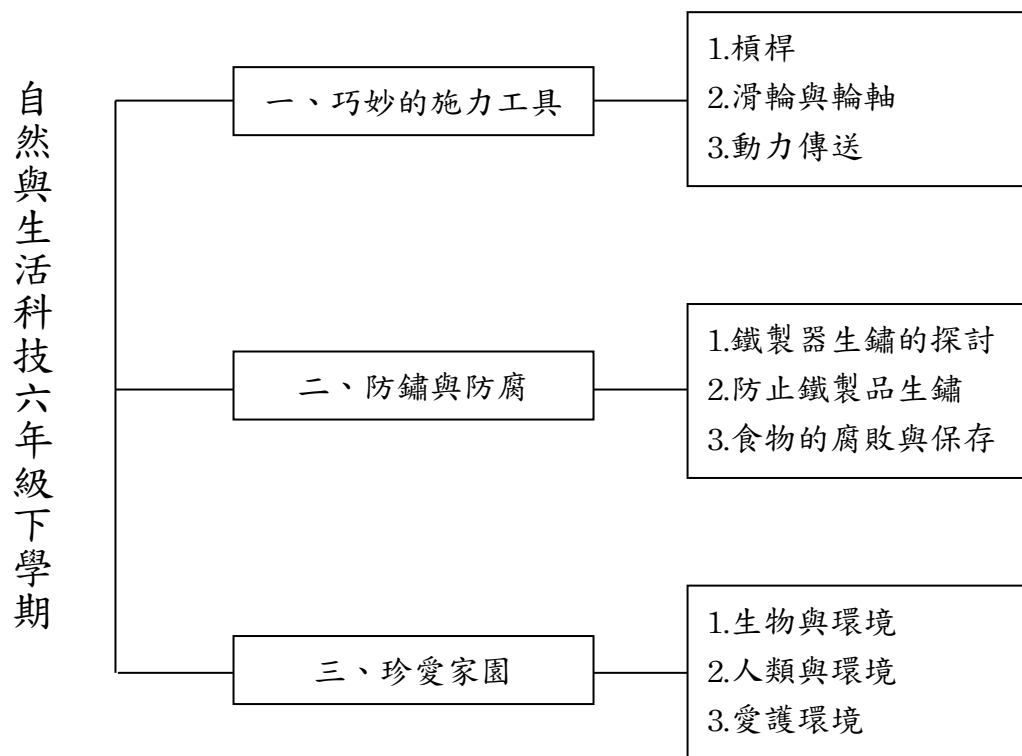 自然與生活科技六年級下學期
一、巧妙的施力工具
1.槓桿
2.滑輪與輪軸
3.動力傳送
二、防鏽與防腐
1.鐵製器生鏽的探討
2.防止鐵製品生鏽
3.食物的腐敗與保存
三、珍愛家園
1.生物與環境
2.人類與環境
3.愛護環境